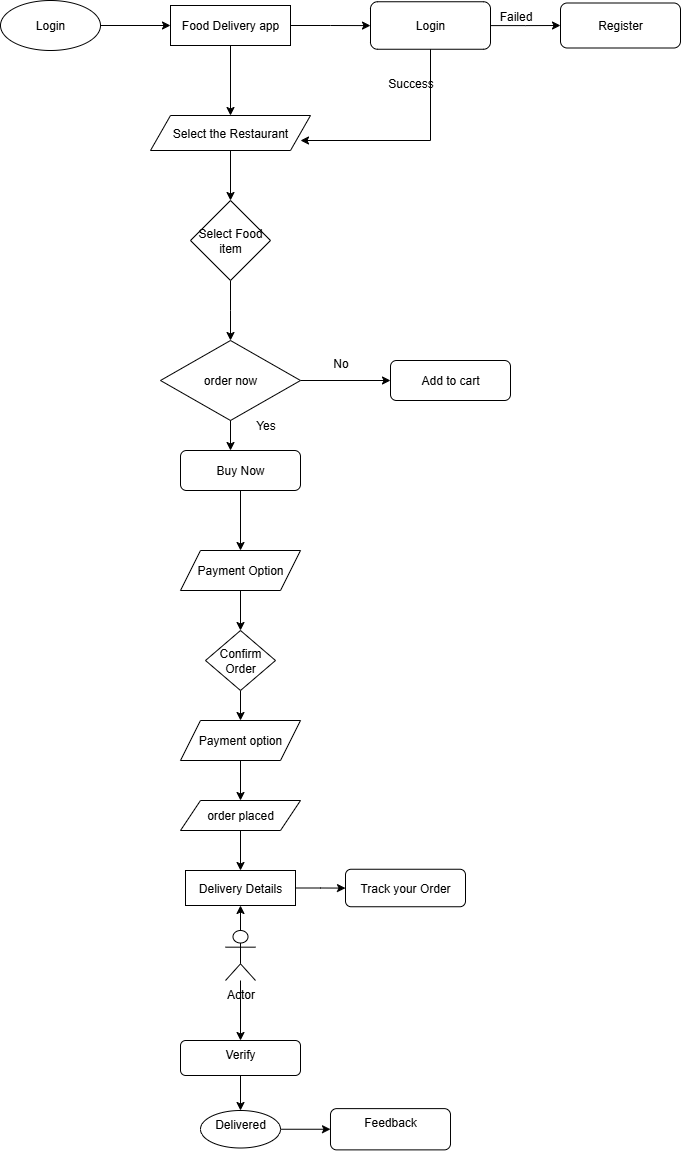 Login
Food Delivery app
Login
Failed
Register
Success
Select the Restaurant
Select Food
item
order now
No
Add to cart
Yes
Buy Now
Payment Option
Confirm
Order
Payment option
order placed
Delivery Details
Track your Order
Actor
Verify
Delivered
Feedback